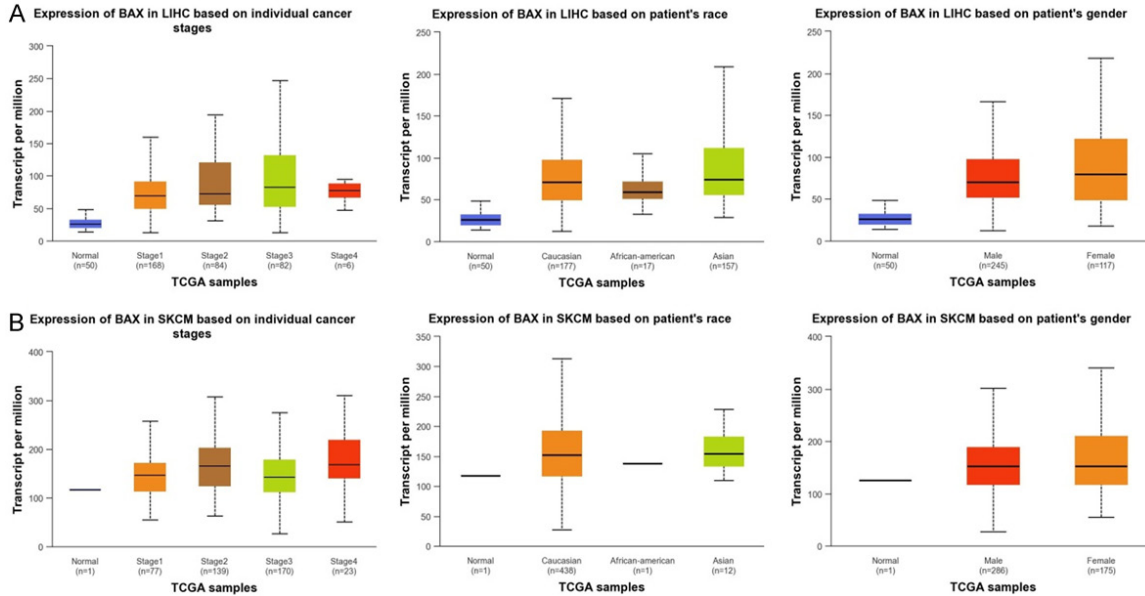 A
Expression of BAX in LIHC based on individual cancer
stages
Transcript per million
300
250
200
150
100
50
0
Normal
(n=50)
Stage1
(n=168)
Stage2
(n=84)
Stage3
(n=82)
Stage4
(n=6)
TCGA samples
Expression of BAX in LIHC based on patient's race
Transcript per million
250
200
150
100
50
0
Normal
(n=50)
Caucasian
(n=177)
African-american
(n=17)
Asian
(n=157)
TCGA samples
Expression of BAX in LIHC based on patient's gender
Transcript per million
250
200
150
100
50
0
Normal
(n=50)
Male
(n=245)
Female
(n=117)
TCGA samples
B
Expression of BAX in SKCM based on individual cancer
stages
Transcript per million
400
300
200
100
0
Normal
(n=1)
Stage1
(n=77)
Stage2
(n=139)
Stage3
(n=170)
Stage4
(n=23)
TCGA samples
Expression of BAX in SKCM based on patient's race
Transcript per million
350
300
250
200
150
100
50
0
Normal
(n=1)
Caucasian
(n=438)
African-american
(n=1)
Asian
(n=12)
TCGA samples
Expression of BAX in SKCM based on patient's gender
Transcript per million
400
300
200
100
0
Normal
(n=1)
Male
(n=286)
Female
(n=175)
TCGA samples